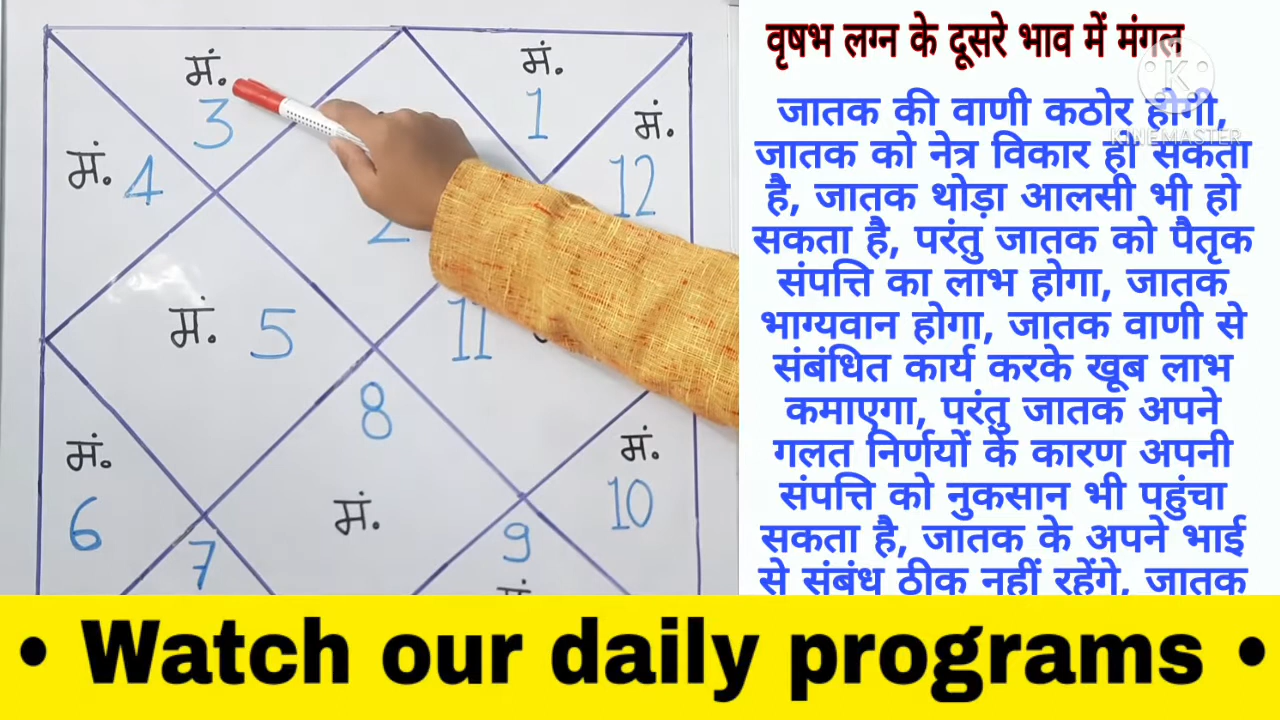 मं.
3
मं.
1
मं.
12
मं. 4
2
मं. 5
11
8
मं.
6
मं.
10
मं.
7
9
वृषभ लग्न के दूसरे भाव में मंगल
जातक की वाणी कठोर होगी,
जातक को नेत्र विकार हो सकता
है, जातक थोड़ा आलसी भी हो
सकता है, परंतु जातक को पैतृक
संपत्ति का लाभ होगा, जातक
भाग्यवान होगा, जातक वाणी से
संबंधित कार्य करके खूब लाभ
कमाएगा, परंतु जातक अपने
गलत निर्णयों के कारण अपनी
संपत्ति को नुकसान भी पहुंचा
सकता है, जातक के अपने भाई
से संबंध ठीक नहीं रहेंगे, जातक
K
KINEMASTER
• Watch our daily programs •